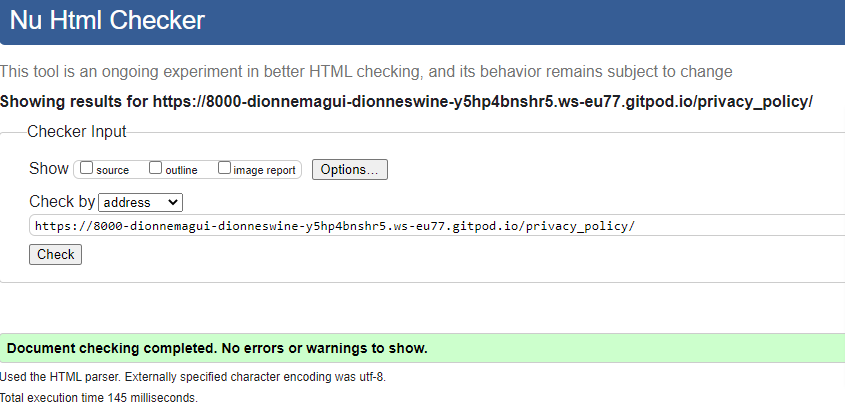 Nu Html Checker
This tool is an ongoing experiment in better HTML checking, and its behavior remains subject to change
Showing results for https://8000-dionnemagui-dionneswine-y5hp4bnshr5.ws-eu77.gitpod.io/privacy_policy/
Checker Input
Show source outline image report Options...
Check by address
https://8000-dionnemagui-dionneswine-y5hp4bnshr5.ws-eu77.gitpod.io/privacy_policy/
Check
Document checking completed. No errors or warnings to show.
Used the HTML parser. Externally specified character encoding was utf-8.
Total execution time 145 milliseconds.